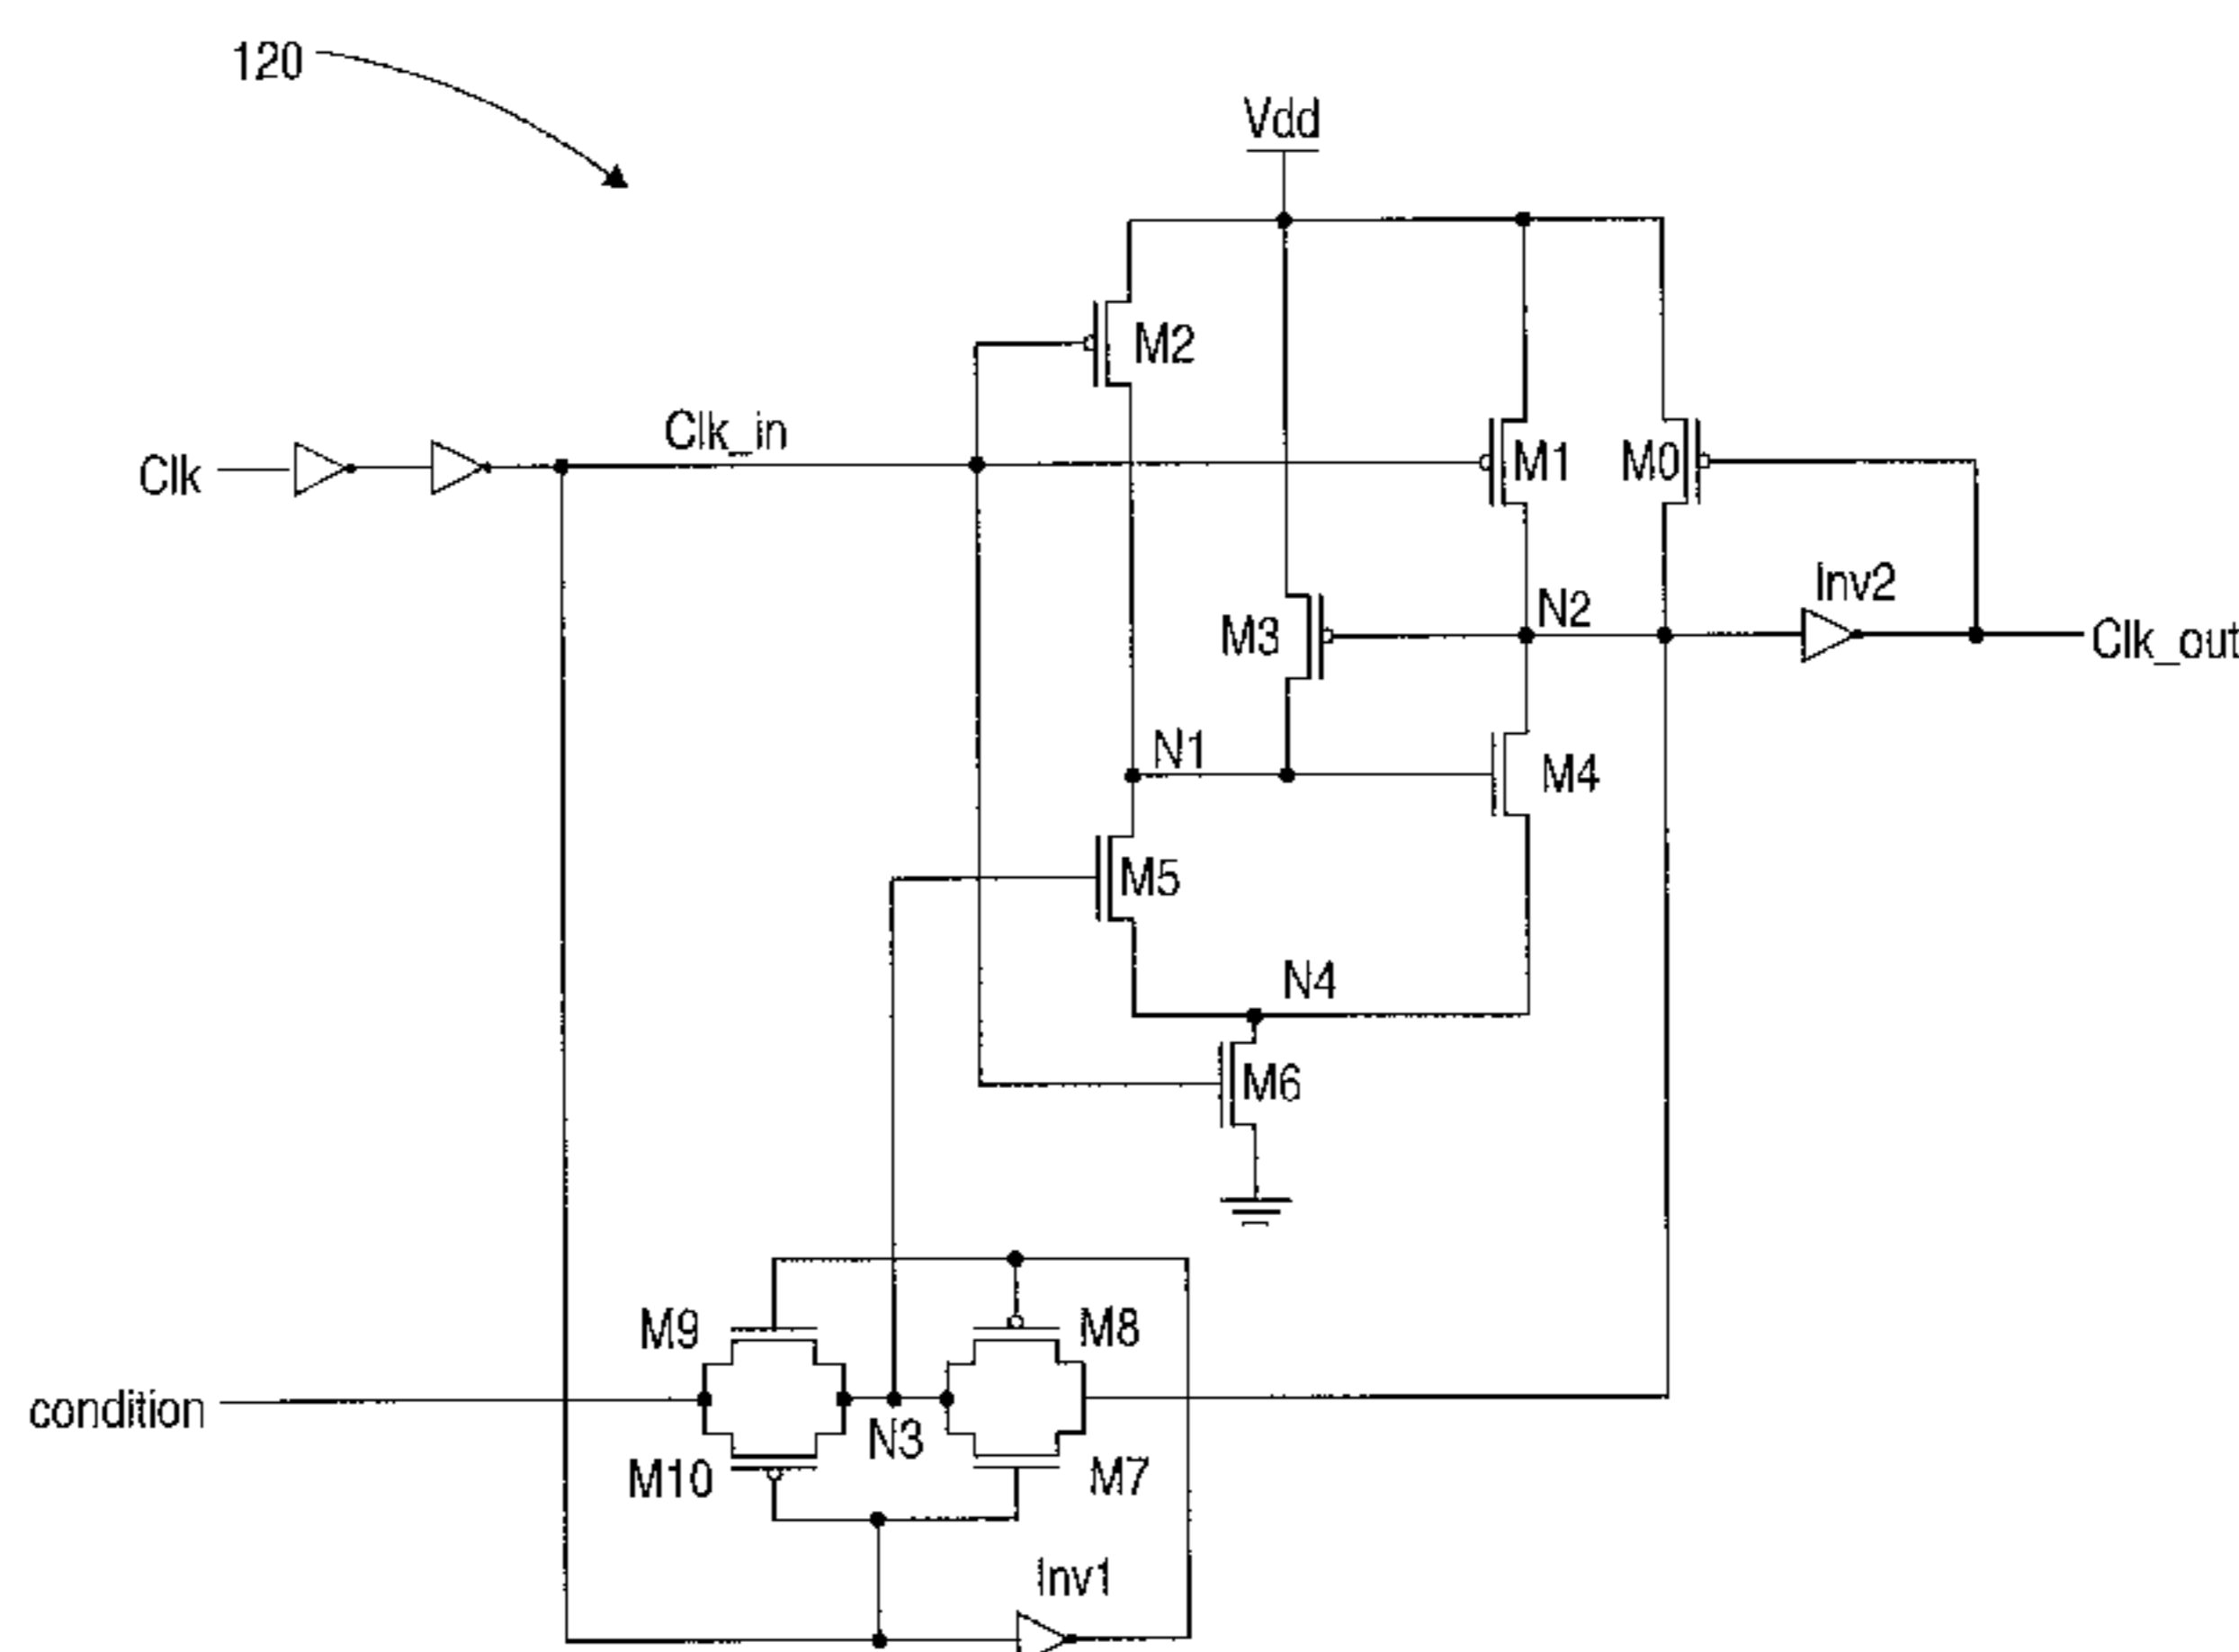 120
Vdd
M2
Clk_in
Clk
M1
M0
Inv2
N2
M3
Clk_out
N1
M4
M5
N4
M6
M9
M8
condition
N3
M10
M7
Inv1